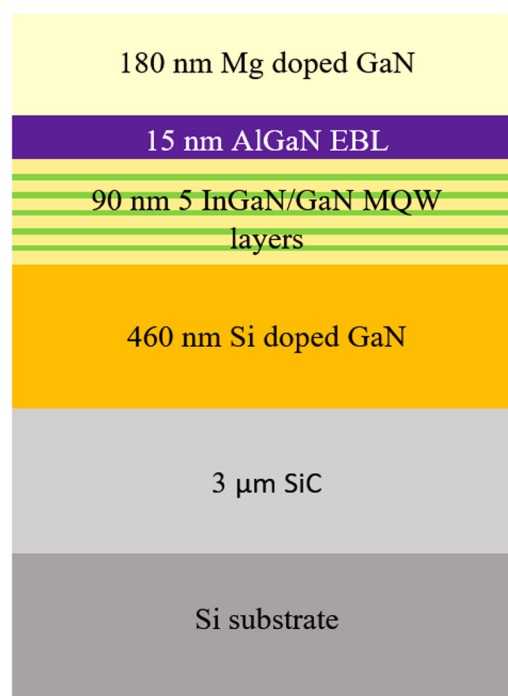 180 nm Mg doped GaN
15 nm AlGaN EBL
90 nm 5 InGaN/GaN MQW
layers
460 nm Si doped GaN
3 µm SiC
Si substrate